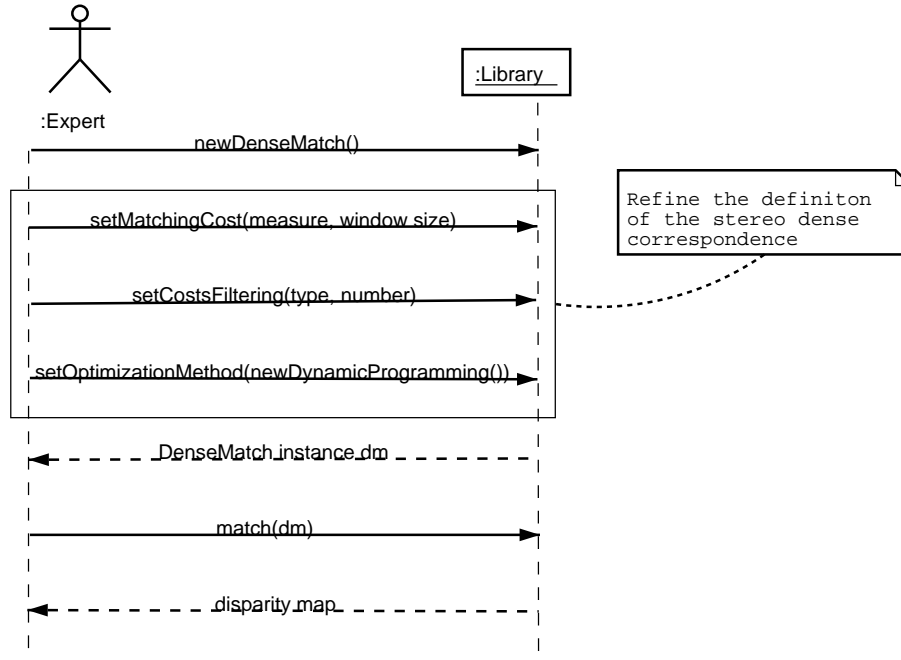 :Library
:Expert
newDenseMatch()
Refine the definiton
of the stereo dense
correspondence
setMatchingCost(measure, window size)
setCostsFiltering(type, number)
setOptimizationMethod(newDynamicProgramming())
DenseMatch instance dm
match(dm)
disparity map